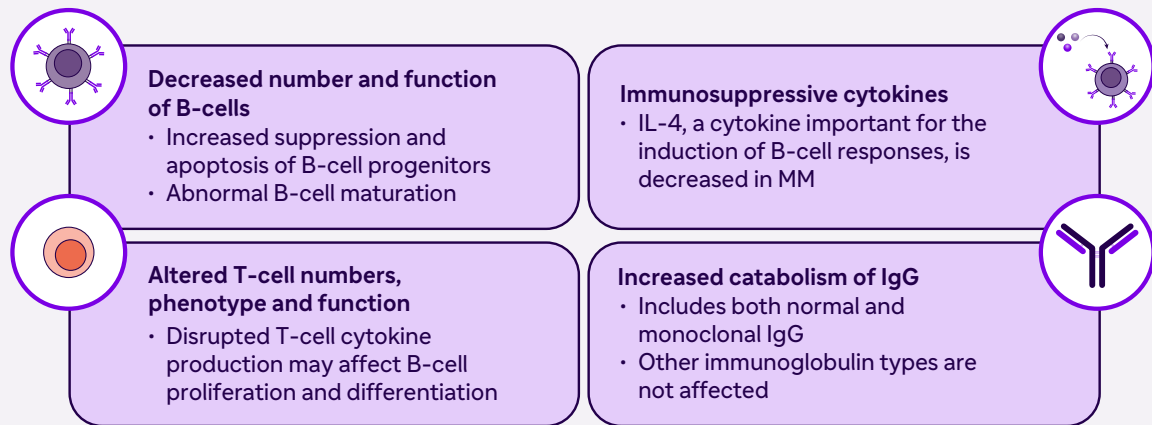 Decreased number and function
of B-cells
· Increased suppression and
apoptosis of B-cell progenitors
· Abnormal B-cell maturation
Immunosuppressive cytokines
· IL-4, a cytokine important for the
induction of B-cell responses, is
decreased in MM
Altered T-cell numbers,
phenotype and function
· Disrupted T-cell cytokine
production may affect B-cell
proliferation and differentiation
Increased catabolism of IgG
· Includes both normal and
monoclonal IgG
· Other immunoglobulin types are
not affected